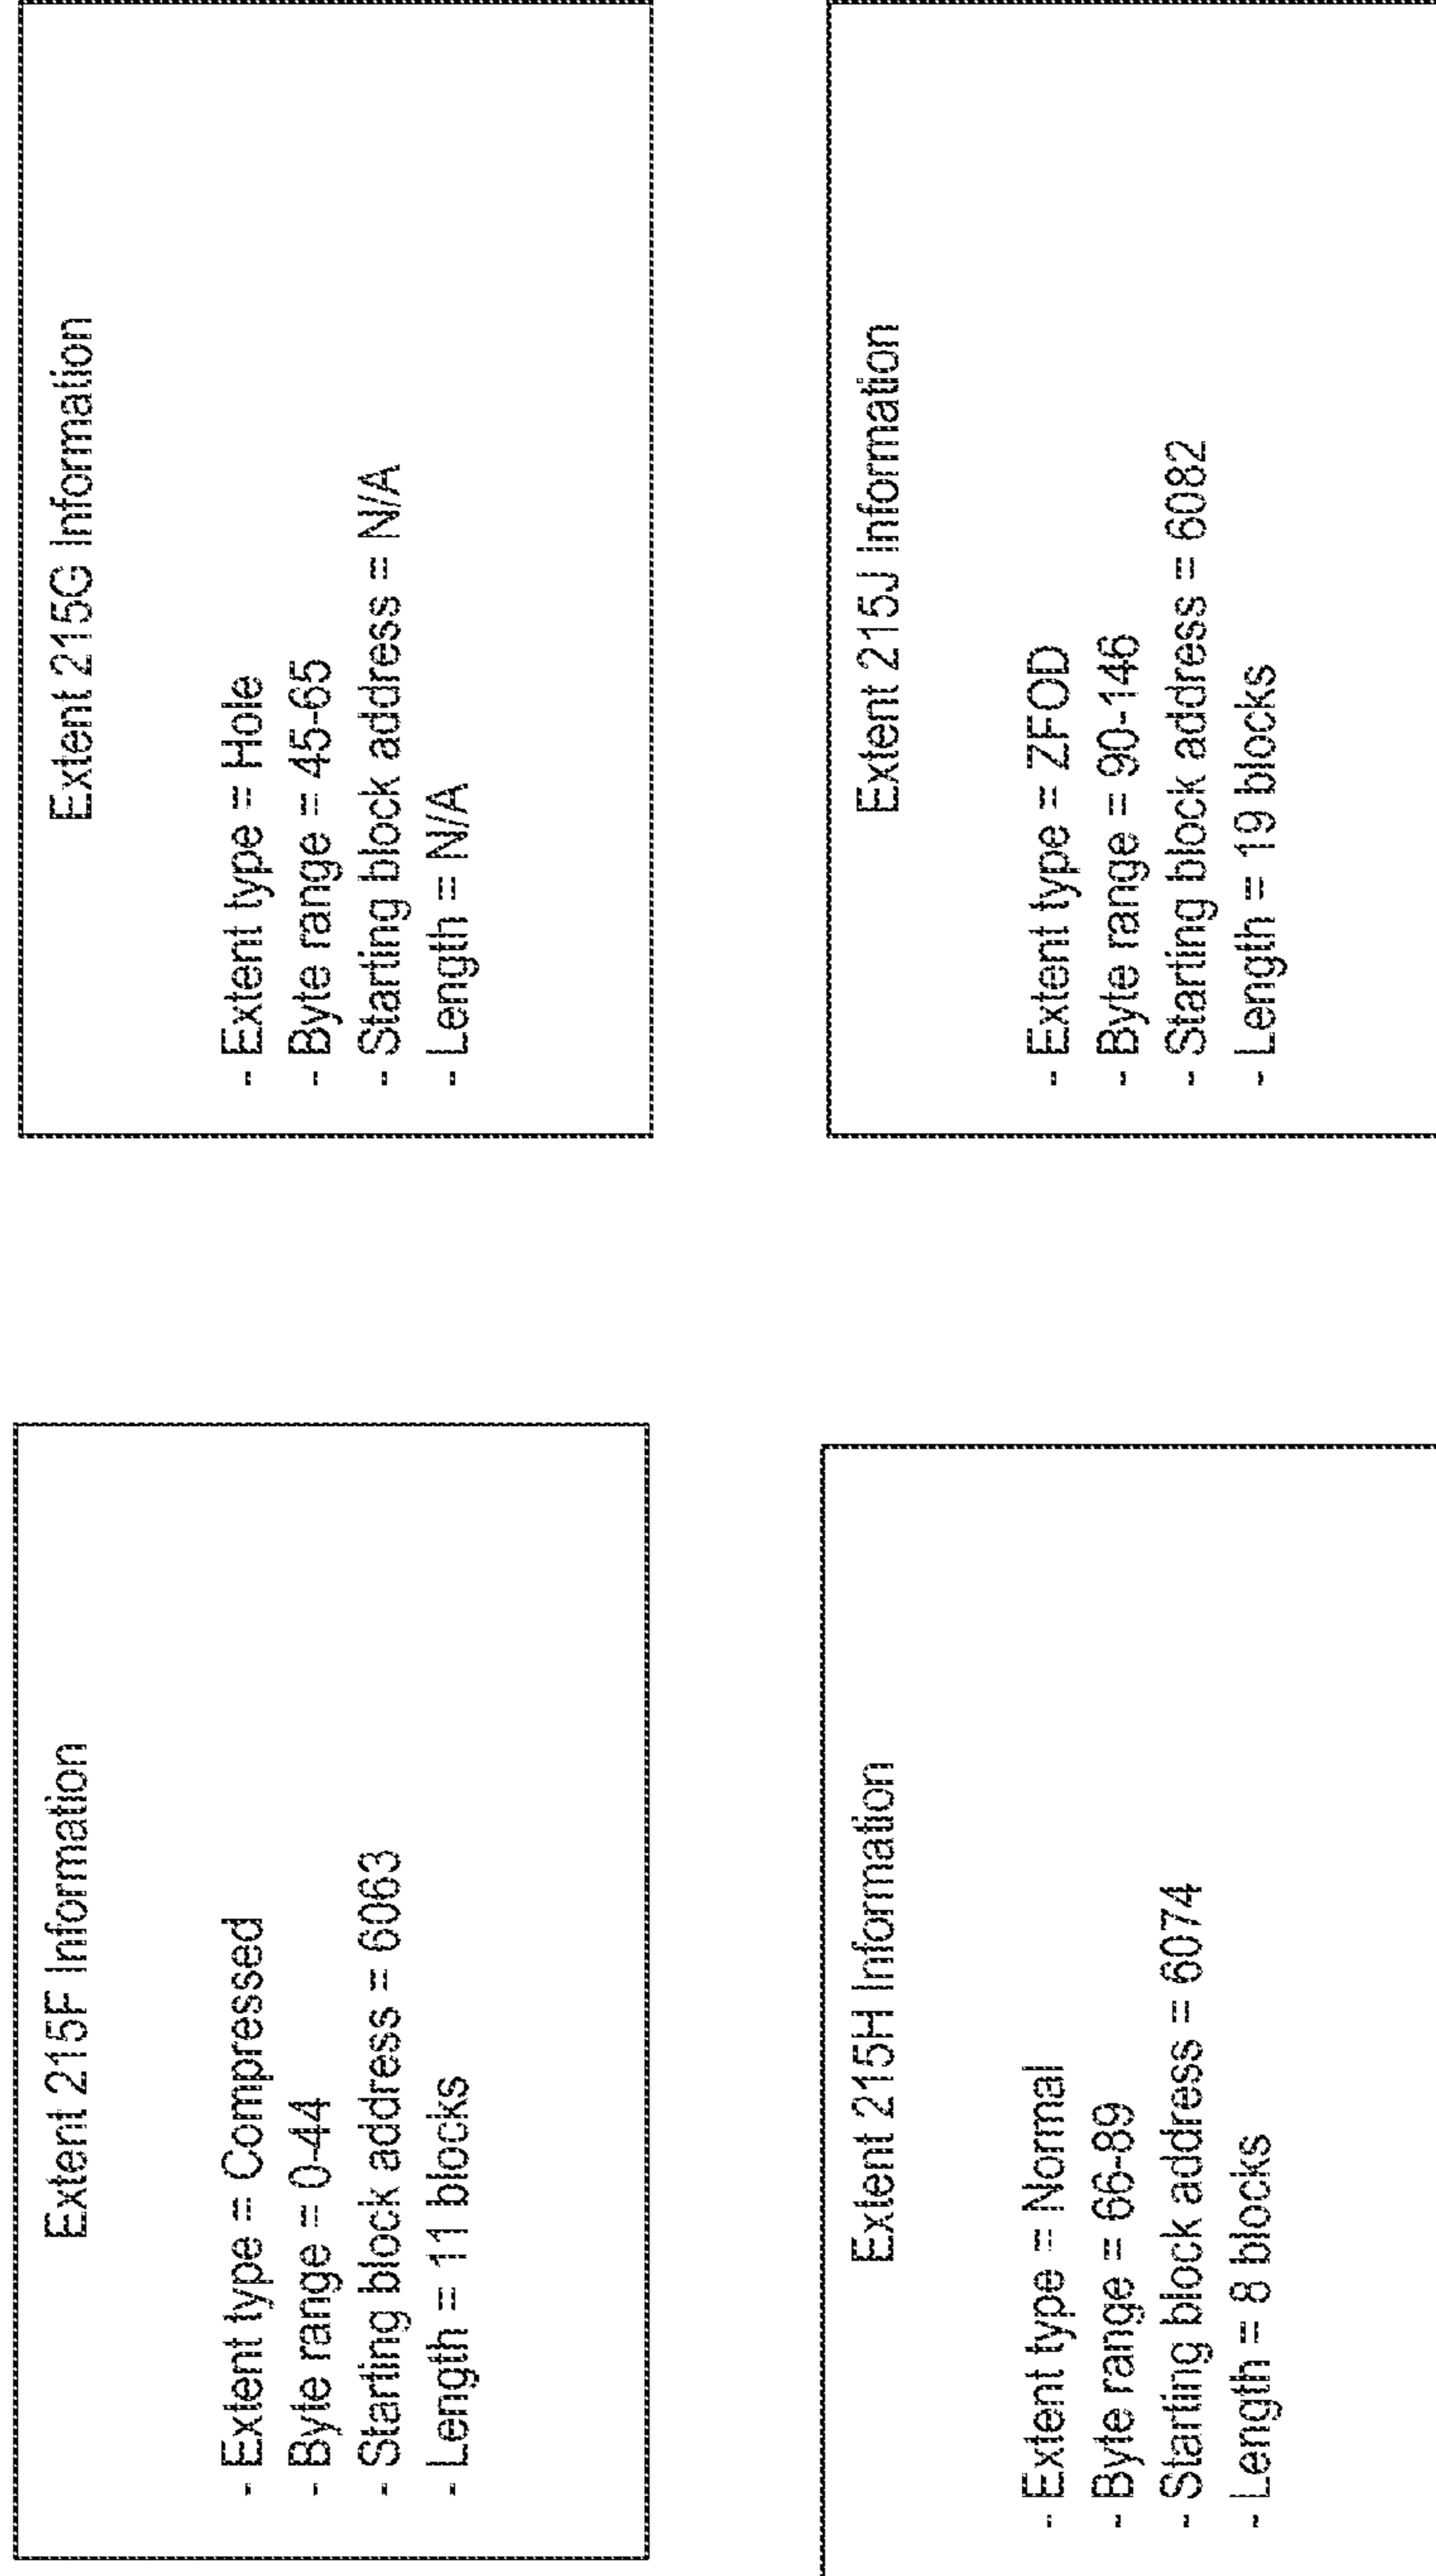 Extent 215F Information
- Extent type = Compressed
- Byte range = 0-44
- Starting block address = 6063
- Length = 11 blocks
Extent 215G Information
- Extent type = Hole
- Byte range = 45-65
- Starting block address = N/A
- Length = N/A
Extent 215H Information
- Extent type = Normal
- Byte range = 66-89
- Starting block address = 6074
- Length = 8 blocks
Extent 215J Information
- Extent type = ZFOD
- Byte range = 90-146
- Starting block address = 6082
- Length = 19 blocks